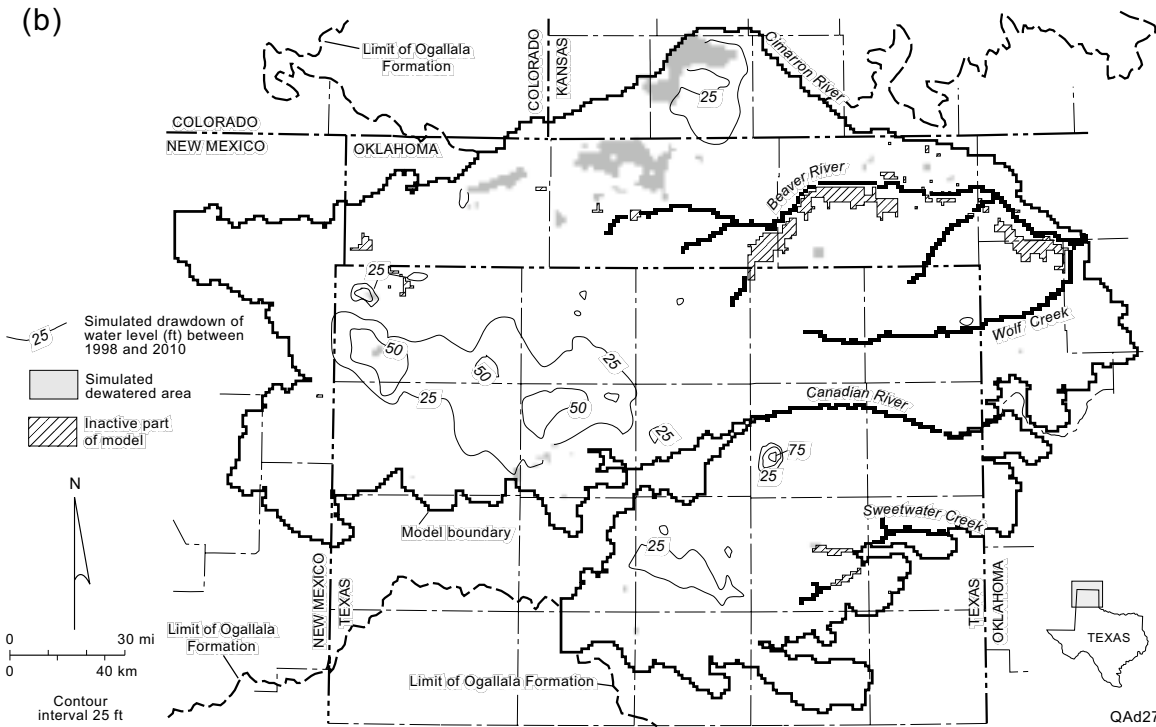 (b)
Limit of Ogallala
Formation
COLORADO
KANSAS
Cimarron River
25
COLORADO
NEW MEXICO
OKLAHOMA
Beaver River
25
25
Simulated drawdown of
water level (ft) between
1998 and 2010
50
50
25
Wolf Creek
Simulated
dewatered area
25
50
Canadian River
Inactive part
of model
25
75
25
N
Model boundary
Sweetwater Creek
25
NEW MEXICO
TEXAS
TEXAS
OKLAHOMA
0 30 mi
0 40 km
Limit of Ogallala
Formation
TEXAS
Limit of Ogallala Formation
Contour
interval 25 ft
QAd27